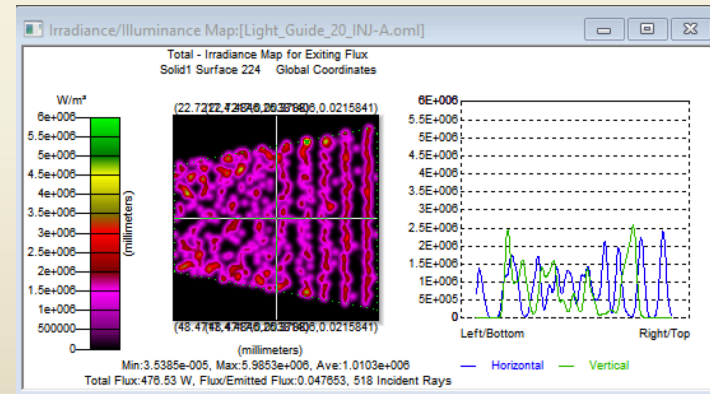 Irradiance/Illuminance Map:[Light_Guide_20_INJ-A.oml]
Total - Irradiance Map for Exiting Flux
Solid1 Surface 224 Global Coordinates
W/m²
6e+006
5.5e+006
5e+006
4.5e+006
4e+006
3.5e+006
3e+006
2.5e+006
2e+006
1.5e+006
1e+006
500000
0
(millimeters)
(millimeters)
6E+006
5.5E+006
5E+006
4.5E+006
4E+006
3.5E+006
3E+006
2.5E+006
2E+006
1.5E+006
1E+006
5E+005
0
Left/Bottom Right/Top
Horizontal Vertical
Min:3.5385e-005, Max:5.9853e+006, Ave:1.0103e+006
Total Flux:476.53 W, Flux/Emitted Flux:0.047653, 518 Incident Rays